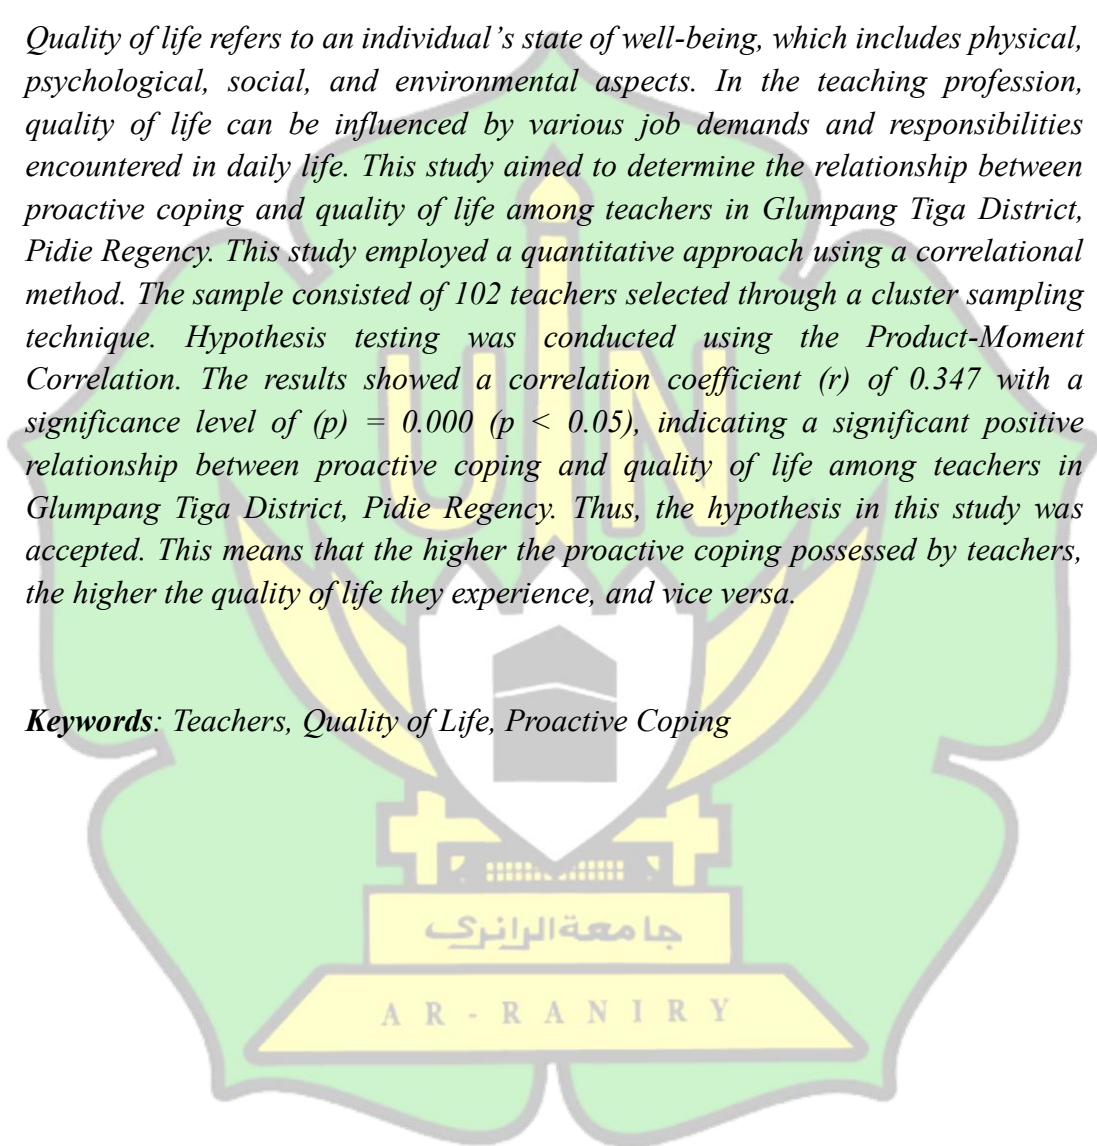 Quality of life refers to an individual’s state of well-being, which includes physical,
psychological, social, and environmental aspects. In the teaching profession,
quality of life can be influenced by various job demands and responsibilities
encountered in daily life. This study aimed to determine the relationship between
proactive coping and quality of life among teachers in Glumpang Tiga District,
Pidie Regency. This study employed a quantitative approach using a correlational
method. The sample consisted of 102 teachers selected through a cluster sampling
technique. Hypothesis testing was conducted using the Product-Moment
Correlation. The results showed a correlation coefficient (r) of 0.347 with a
significance level of (p) = 0.000 (p < 0.05), indicating a significant positive
relationship between proactive coping and quality of life among teachers in
Glumpang Tiga District, Pidie Regency. Thus, the hypothesis in this study was
accepted. This means that the higher the proactive coping possessed by teachers,
the higher the quality of life they experience, and vice versa.
Keywords: Teachers, Quality of Life, Proactive Coping
UIN
جامعة الرانري
AR-RANIRY